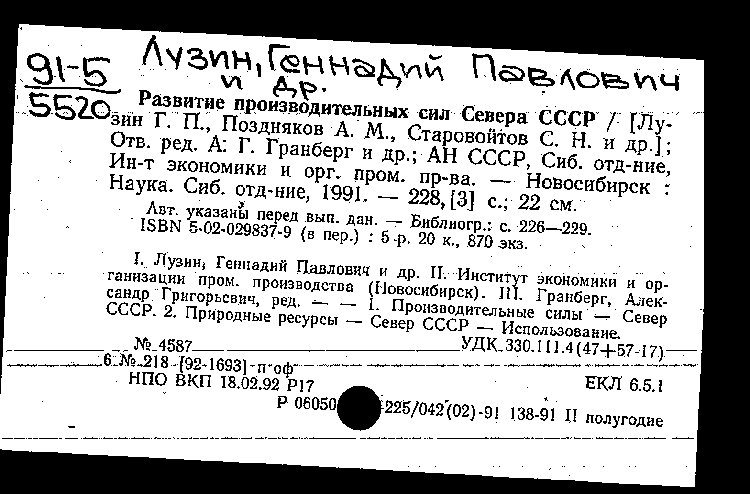 Лузин, Геннадий Павлович
и др.
91-5
5520
Развитие производительных сил Севера СССР / [Лу-
зин Г. П., Поздняков А. М., Старовойтов С. Н. и др.];
Отв. ред. А: Г. Гранберг и др.; АН СССР, Сиб. отд-ние,
Ин-т экономики и орг. пром. пр-ва. — Новосибирск :
Наука. Сиб. отд-ние, 1991. — 228, [3] с.; 22 см.
Авт. указаны перед вып. дан. — Библиогр.: с. 226—229.
ISBN 5-02-029837-9 (в пер.) : 5 р. 20 к., 870 экз.
I. Лузин, Геннадий Павлович и др. II. Институт экономики и ор-
ганизации пром. производства (Новосибирск). III. Гранберг, Алек-
сандр Григорьевич, ред. — — 1. Производительные силы — Север
СССР. 2. Природные ресурсы — Север СССР — Использование.
№ 4587 УДК 330.111.4(47+57-17)
6 № 218 [92-1693] п оф
НПО ВКП 18.02.92 Р17 ЕКЛ 6.5.1
Р 06050 225/042(02)-91 138-91 II полугодие